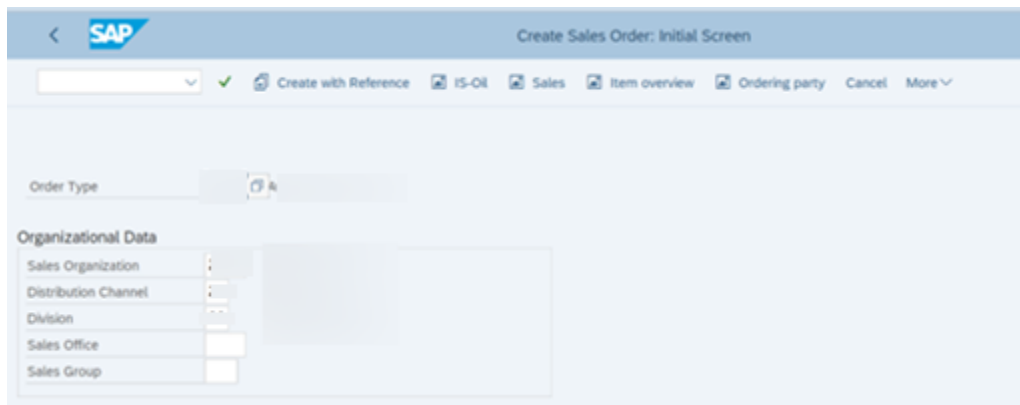 SAP Create Sales Order: Initial Screen
Create with Reference IS-Oil Sales Item overview Ordering party Cancel More
Order Type
Organizational Data
Sales Organization
Distribution Channel
Division
Sales Office
Sales Group